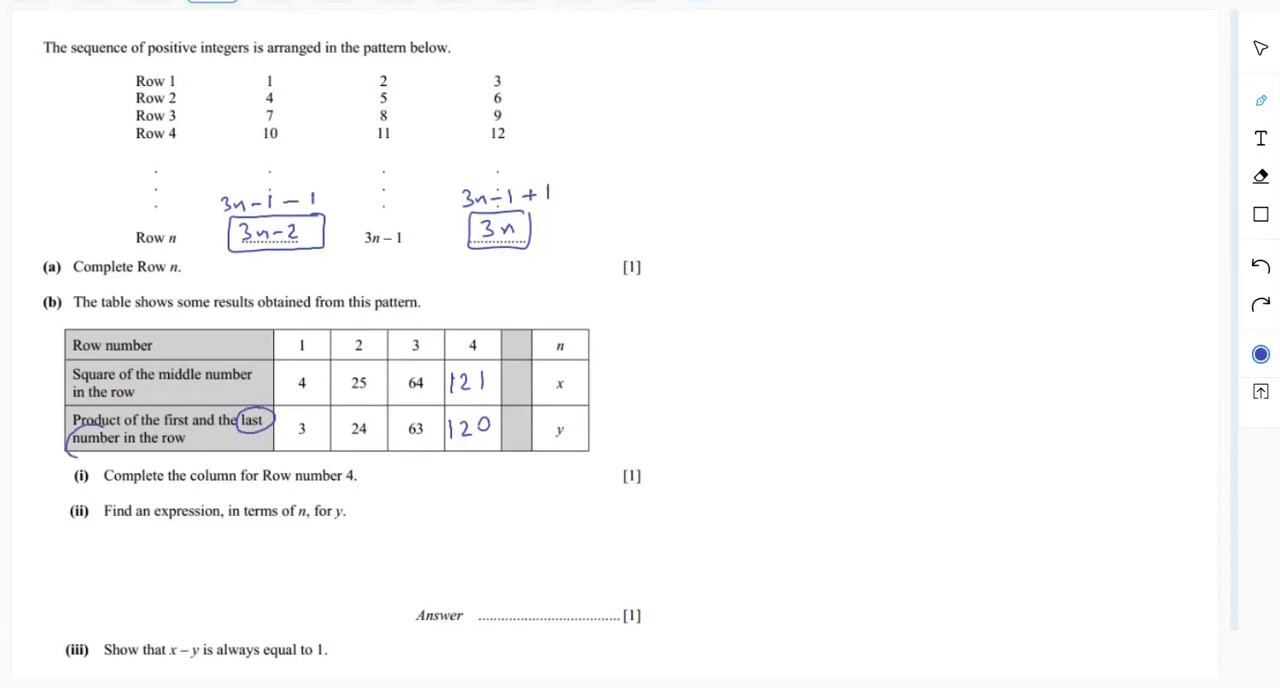 The sequence of positive integers is arranged in the pattern below.
Row 1 1 2 3
Row 2 4 5 6
Row 3 7 8 9
Row 4 10 11 12
3n-1-1 3n-1+1
Row n 3n-2 3n – 1 3n
(a) Complete Row n. [1]
(b) The table shows some results obtained from this pattern.
Row number 1 2 3 4 n
Square of the middle number
in the row 4 25 64 121 x
Product of the first and the last
number in the row 3 24 63 120 y
(i) Complete the column for Row number 4. [1]
(ii) Find an expression, in terms of n, for y.
Answer ..................................... [1]
(iii) Show that x – y is always equal to 1.
T